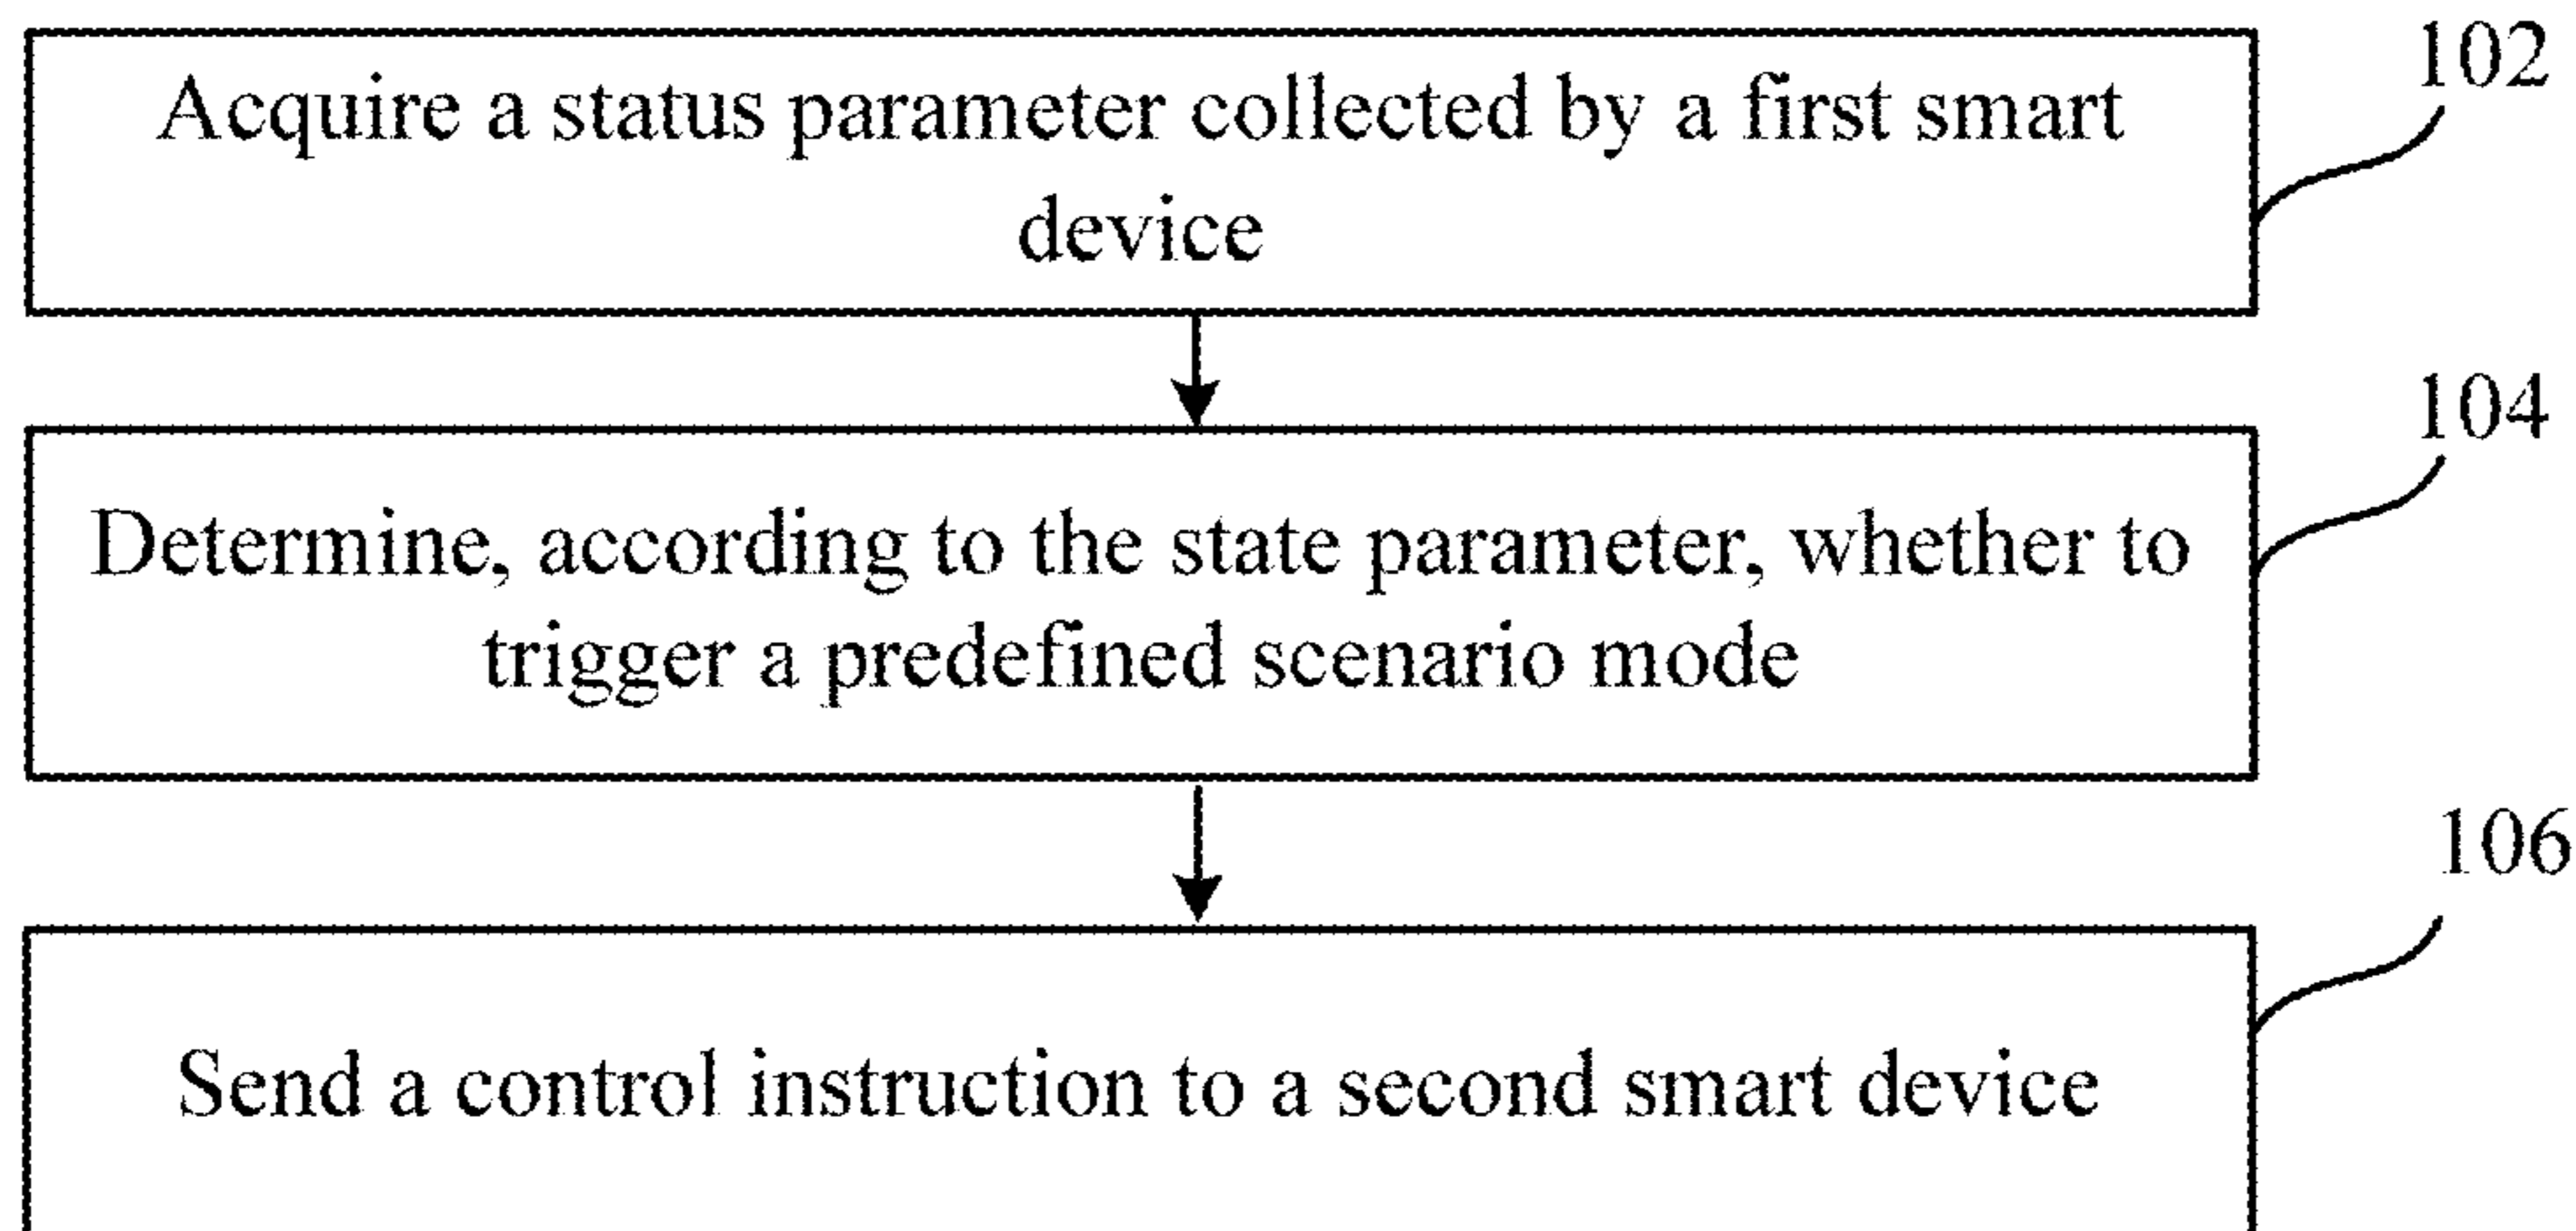 102
Acquire a status parameter collected by a first smart
device
104
Determine, according to the state parameter, whether to
trigger a predefined scenario mode
106
Send a control instruction to a second smart device